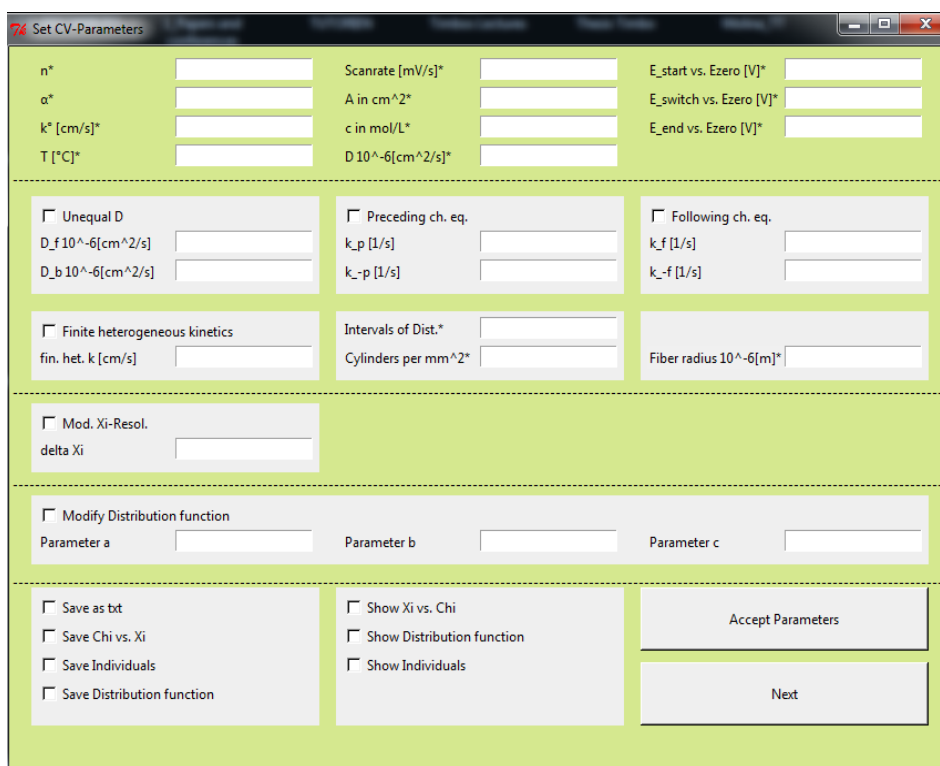 Set CV-Parameters
n* Scanrate [mV/s]* E_start vs. Ezero [V]*
α* A in cm^2* E_switch vs. Ezero [V]*
k° [cm/s]* c in mol/L* E_end vs. Ezero [V]*
T [°C]* D 10^-6[cm^2/s]*
Unequal D Preceding ch. eq. Following ch. eq.
D_f 10^-6[cm^2/s] k_p [1/s] k_f [1/s]
D_b 10^-6[cm^2/s] k_-p [1/s] k_-f [1/s]
Finite heterogeneous kinetics Intervals of Dist.*
fin. het. k [cm/s] Cylinders per mm^2* Fiber radius 10^-6[m]*
Mod. Xi-Resol.
delta Xi
Modify Distribution function
Parameter a Parameter b Parameter c
Save as txt Show Xi vs. Chi Accept Parameters
Save Chi vs. Xi Show Distribution function
Save Individuals Show Individuals
Save Distribution function Next